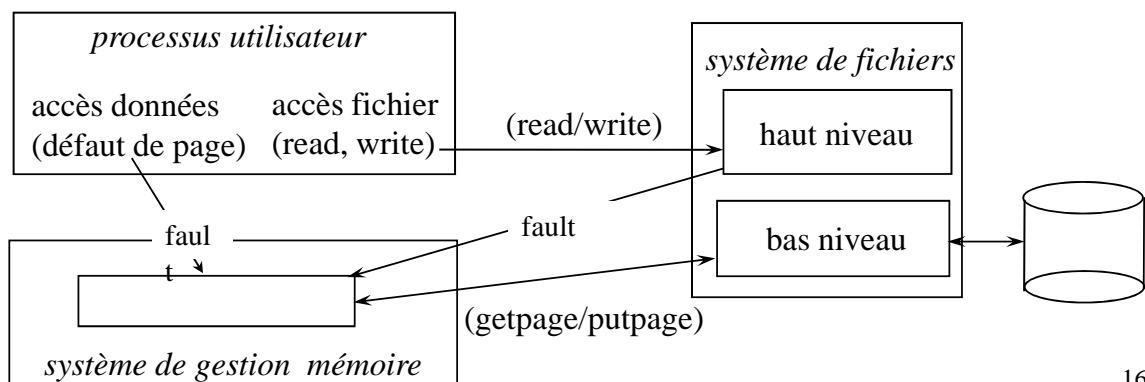 processus utilisateur
accès données
(défaut de page)
accès fichier
(read, write)
(read/write)
système de fichiers
haut niveau
bas niveau
faul
t
fault
(getpage/putpage)
système de gestion mémoire
16